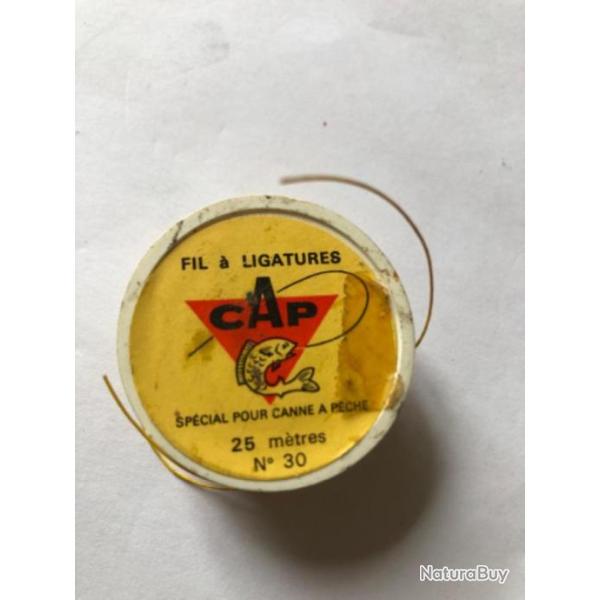 FIL à LIGATURES
CAP
SPÉCIAL POUR CANNE A PÊCHE
25 mètres
N° 30
NaturaBuy